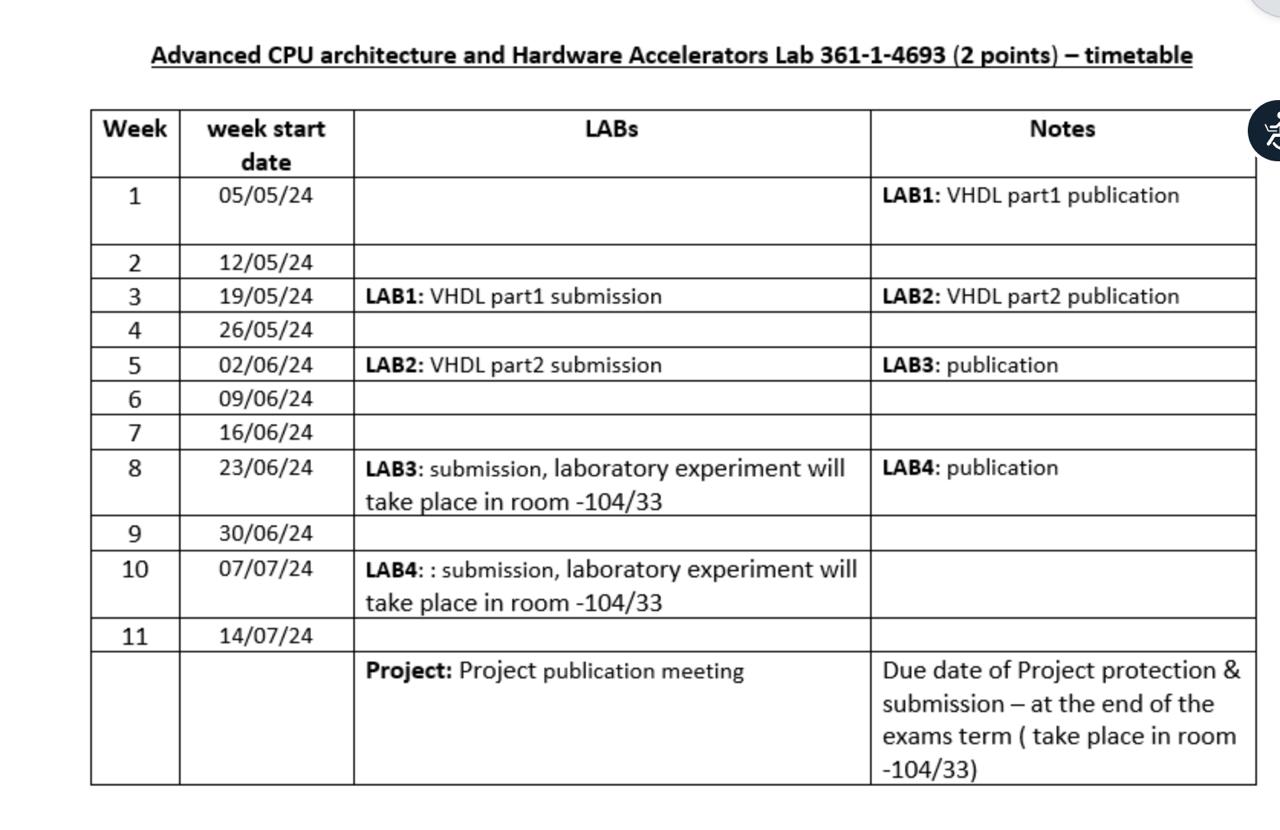 Advanced CPU architecture and Hardware Accelerators Lab 361-1-4693 (2 points) – timetable
Week
week start
date
LABs
Notes
1
05/05/24
LAB1: VHDL part1 publication
2
12/05/24
3
19/05/24
LAB1: VHDL part1 submission
LAB2: VHDL part2 publication
4
26/05/24
5
02/06/24
LAB2: VHDL part2 submission
LAB3: publication
6
09/06/24
7
16/06/24
8
23/06/24
LAB3: submission, laboratory experiment will
take place in room -104/33
LAB4: publication
9
30/06/24
10
07/07/24
LAB4: : submission, laboratory experiment will
take place in room -104/33
11
14/07/24
Project: Project publication meeting
Due date of Project protection &
submission – at the end of the
exams term ( take place in room
-104/33)